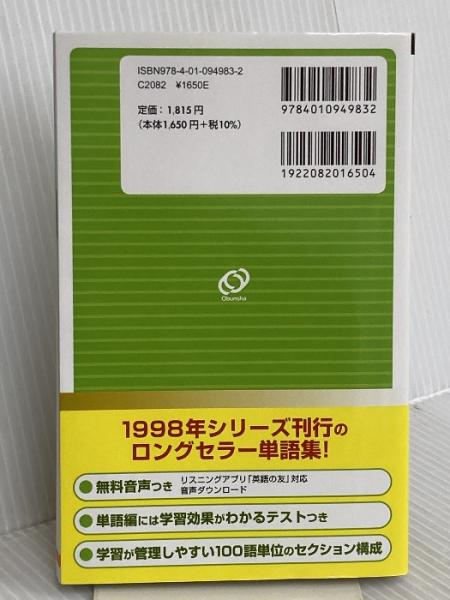 ISBN978-4-01-094983-2
C2082 ¥1650E
定価：1,815円
（本体1,650円＋税10%）
9784010949832
1922082016504
Obunsha
1998年シリーズ刊行の
ロングセラー単語集！
無料音声つき リスニングアプリ「英語の友」対応
音声ダウンロード
単語編には学習効果がわかるテストつき
学習が管理しやすい100語単位のセクション構成